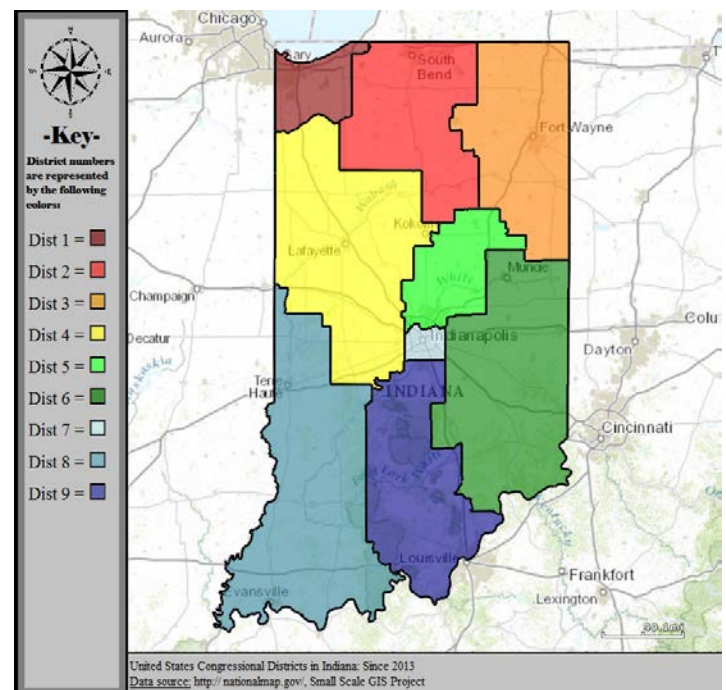 -Key-
District numbers
are represented
by the following
colors:
Dist 1 =
Dist 2 =
Dist 3 =
Dist 4 =
Dist 5 =
Dist 6 =
Dist 7 =
Dist 8 =
Dist 9 =
Chicago
Aurora
Gary
South
Bend
Fort Wayne
Wabash
Lafayette
Champaign
White
Muncie
Decatur
Indianapolis
Colu
Dayton
Terre
Haute
INDIANA
Cincinnati
Louisville
Evansville
Kentucky
Frankfort
Lexington
United States Congressional Districts in Indiana: Since 2013
Data source: http:// nationalmap.gov/, Small Scale GIS Project